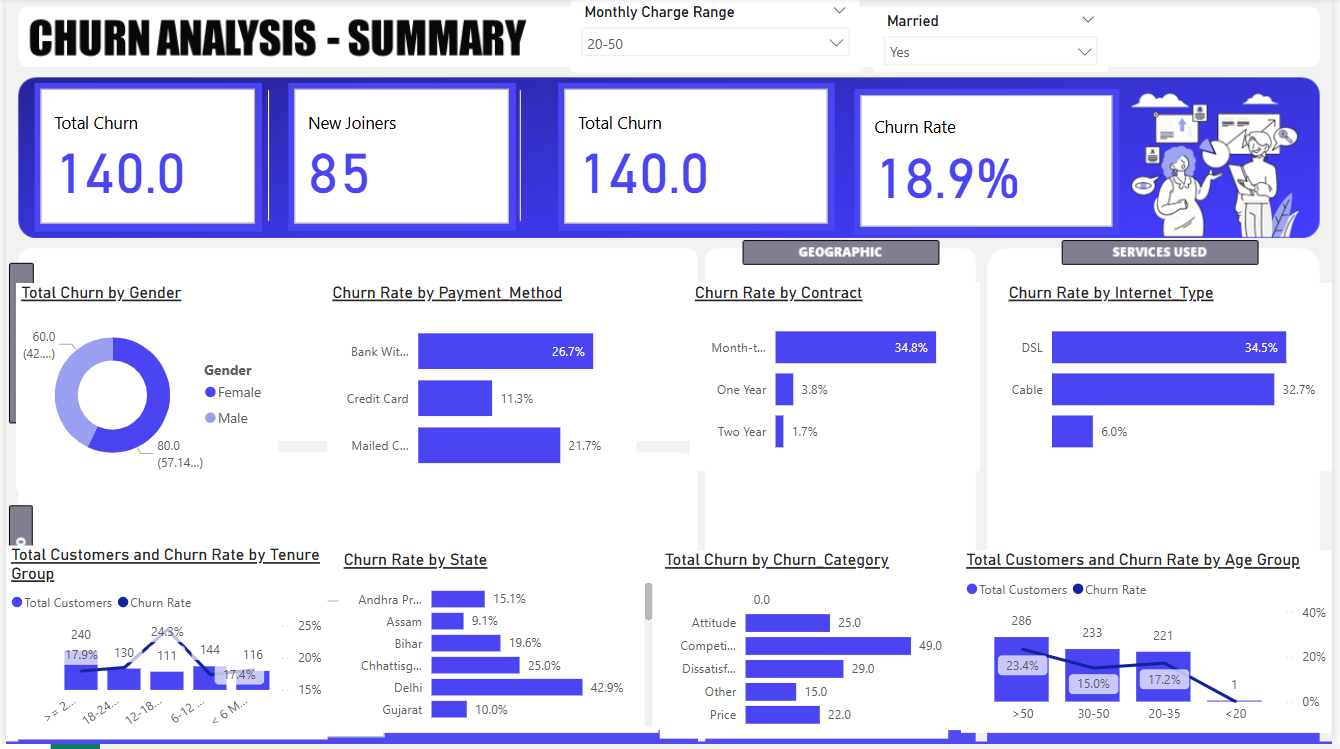 CHURN ANALYSIS - SUMMARY
Monthly Charge Range
20-50
Married
Yes
Total Churn
140.0
New Joiners
85
Total Churn
140.0
Churn Rate
18.9%
GEOGRAPHIC
SERVICES USED
Total Churn by Gender
60.0
(42....)
80.0
(57.14...)
Gender
Female
Male
Churn Rate by Payment_Method
Bank Wit... 26.7%
Credit Card 11.3%
Mailed C... 21.7%
Churn Rate by Contract
Month-t... 34.8%
One Year 3.8%
Two Year 1.7%
Churn Rate by Internet_Type
DSL 34.5%
Cable 32.7%
6.0%
Total Customers and Churn Rate by Tenure
Group
Total Customers Churn Rate
240 130 111 144 116
17.9% 24.3% 17.4%
25%
20%
15%
>= 2... 18-24... 12-18... 6-12 ... < 6 M...
Churn Rate by State
Andhra Pr... 15.1%
Assam 9.1%
Bihar 19.6%
Chhattisg... 25.0%
Delhi 42.9%
Gujarat 10.0%
Total Churn by Churn_Category
0.0
Attitude 25.0
Competi... 49.0
Dissatisf... 29.0
Other 15.0
Price 22.0
Total Customers and Churn Rate by Age Group
Total Customers Churn Rate
286 233 221 1
23.4% 15.0% 17.2%
40%
20%
0%
>50 30-50 20-35 <20